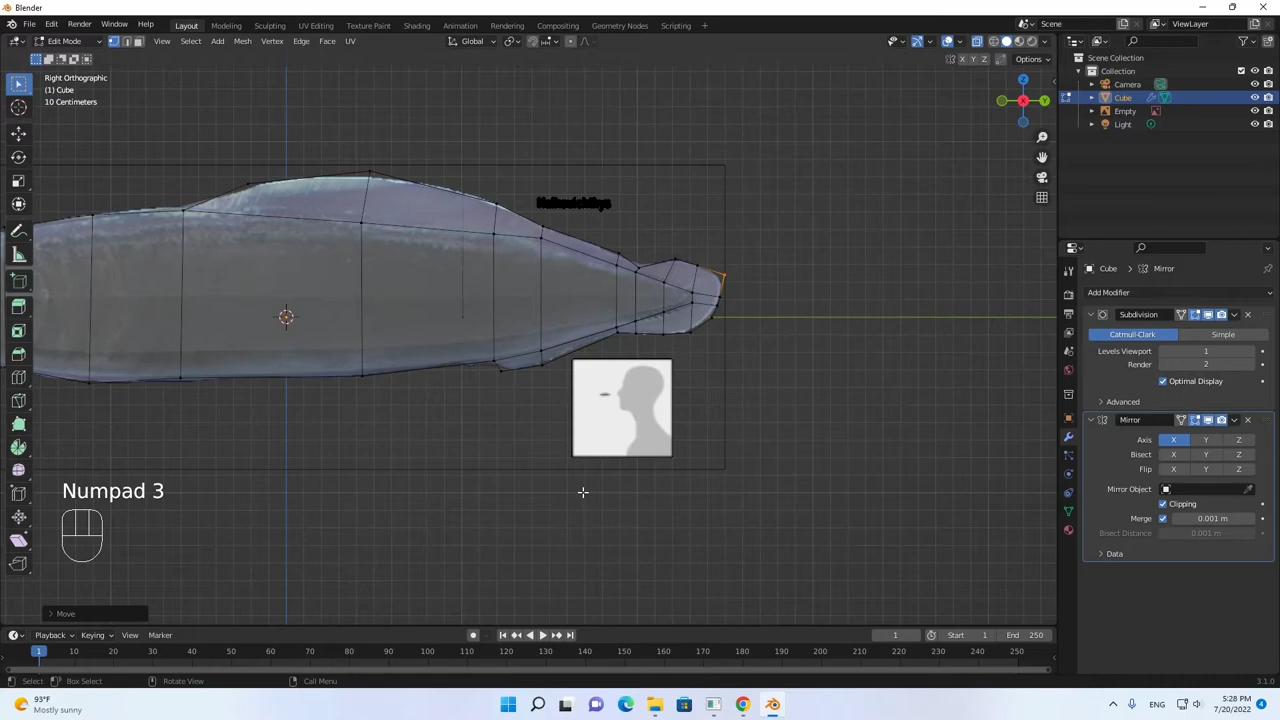 Blender
File Edit Render Window Help
Layout Modeling Sculpting UV Editing Texture Paint Shading Animation Rendering Compositing Geometry Nodes Scripting +
Scene
ViewLayer
Edit Mode
View Select Add Mesh Vertex Edge Face UV
Global
X Y Z
Options
Right Orthographic
(1) Cube
10 Centimeters
Z
X
Y
Scene Collection
Collection
Camera
Cube
Empty
Light
Cube > Mirror
Add Modifier
Subdivision
Catmull-Clark Simple
Levels Viewport 1
Render 2
Optimal Display
Advanced
Mirror
Axis X Y Z
Bisect X Y Z
Flip X Y Z
Mirror Object
Clipping
Merge 0.001 m
Bisect Distance 0.001 m
Data
Numpad 3
Move
Playback Keying View Marker
1
Start 1 End 250
1 10 20 30 40 50 60 70 80 90 100 110 120 130 140 150 160 170 180 190 200 210 220 230 240 250
Select Box Select Rotate View Call Menu
3.1.0
93°F
Mostly sunny
ENG
5:28 PM
7/20/2022